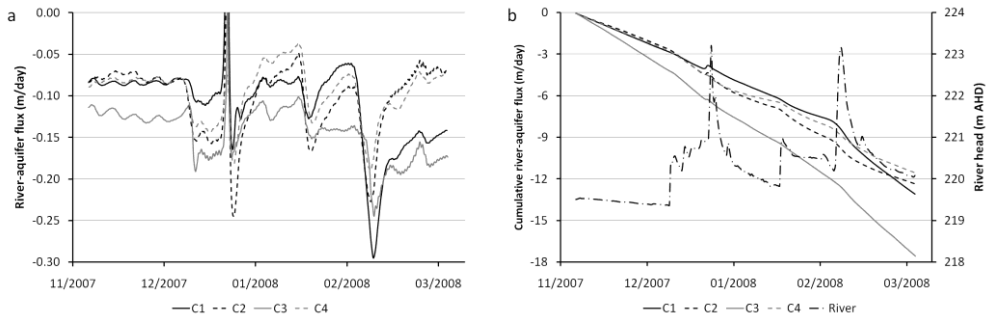 a
River-aquifer flux (m/day)
0.00
-0.05
-0.10
-0.15
-0.20
-0.25
-0.30
11/2007
12/2007
01/2008
02/2008
03/2008
C1
C2
C3
C4
b
Cumulative river-aquifer flux (m/day)
0
-3
-6
-9
-12
-15
-18
11/2007
12/2007
01/2008
02/2008
03/2008
224
223
222
221
220
219
218
River head (m AHD)
C1
C2
C3
C4
River